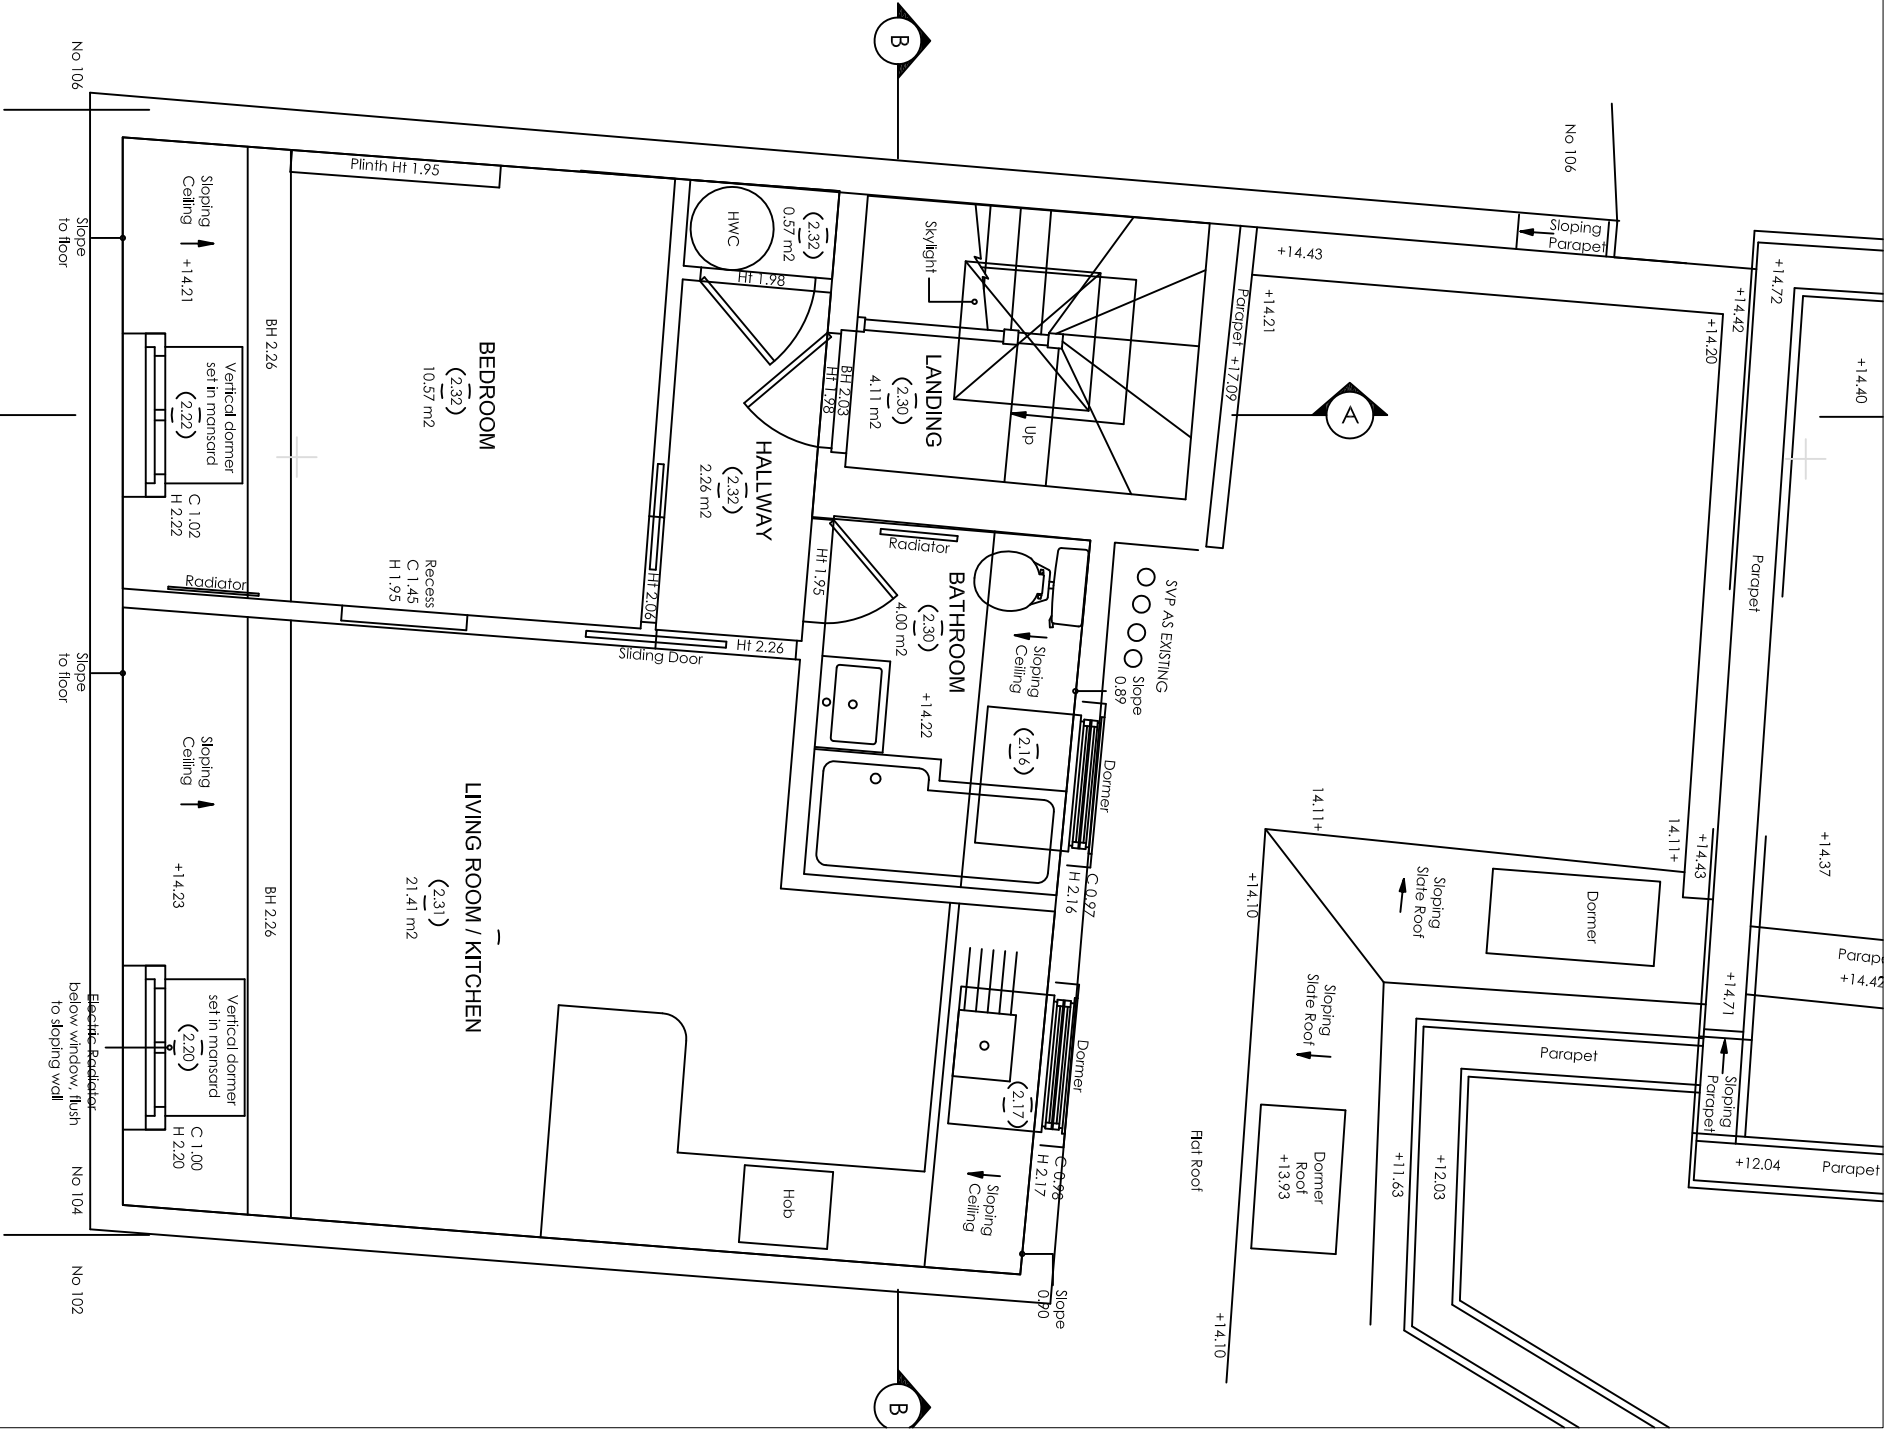 No 106
B
No 106
Sloping
Parapet
+14.43
Plinth Ht 1.95
Sloping
Ceiling
+14.21
Slope
to floor
BH 2.26
HWC
(2.32)
0.57 m2
Ht 1.98
Skylight
Parapet +17.09
+14.21
+14.72
+14.42
+14.20
+14.40
Vertical dormer
set in mansard
(2.22)
C 1.02
H 2.22
BEDROOM
(2.32)
10.57 m2
HALLWAY
(2.32)
2.26 m2
BH 2.03
Ht 1.98
LANDING
(2.30)
4.11 m2
Up
A
Radiator
Recess
C 1.45
H 1.95
Ht 2.06
Ht 1.95
Radiator
BATHROOM
(2.30)
4.00 m2
+14.22
SVP AS EXISTING
Slope
0.89
Sloping
Ceiling
(2.16)
Dormer
C 0.97
H 2.16
Parapet
Sliding Door
Ht 2.26
Slope
to floor
Sloping
Ceiling
+14.23
BH 2.26
LIVING ROOM / KITCHEN
(2.31)
21.41 m2
14.11+
14.11+
+14.43
+14.37
+14.10
Sloping
Slate Roof
Dormer
Sloping
Slate Roof
+14.71
+14.42
Parapet
Sloping
Parapet
Vertical dormer
set in mansard
(2.20)
C 1.00
H 2.20
Electric Radiator
below window, flush
to sloping wall
Dormer
(2.17)
C 0.98
H 2.17
Sloping
Ceiling
Hob
Flat Roof
Dormer
Roof
+13.93
+11.63
+12.03
+12.04
Parapet
No 104
No 102
Slope
0.90
+14.10
B